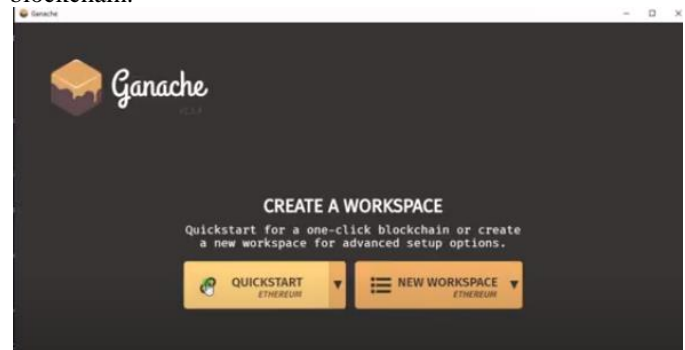 blockchain.
Ganache
Ganache
CREATE A WORKSPACE
Quickstart for a one-click blockchain or create
a new workspace for advanced setup options.
QUICKSTART
ETHEREUM
NEW WORKSPACE
ETHEREUM